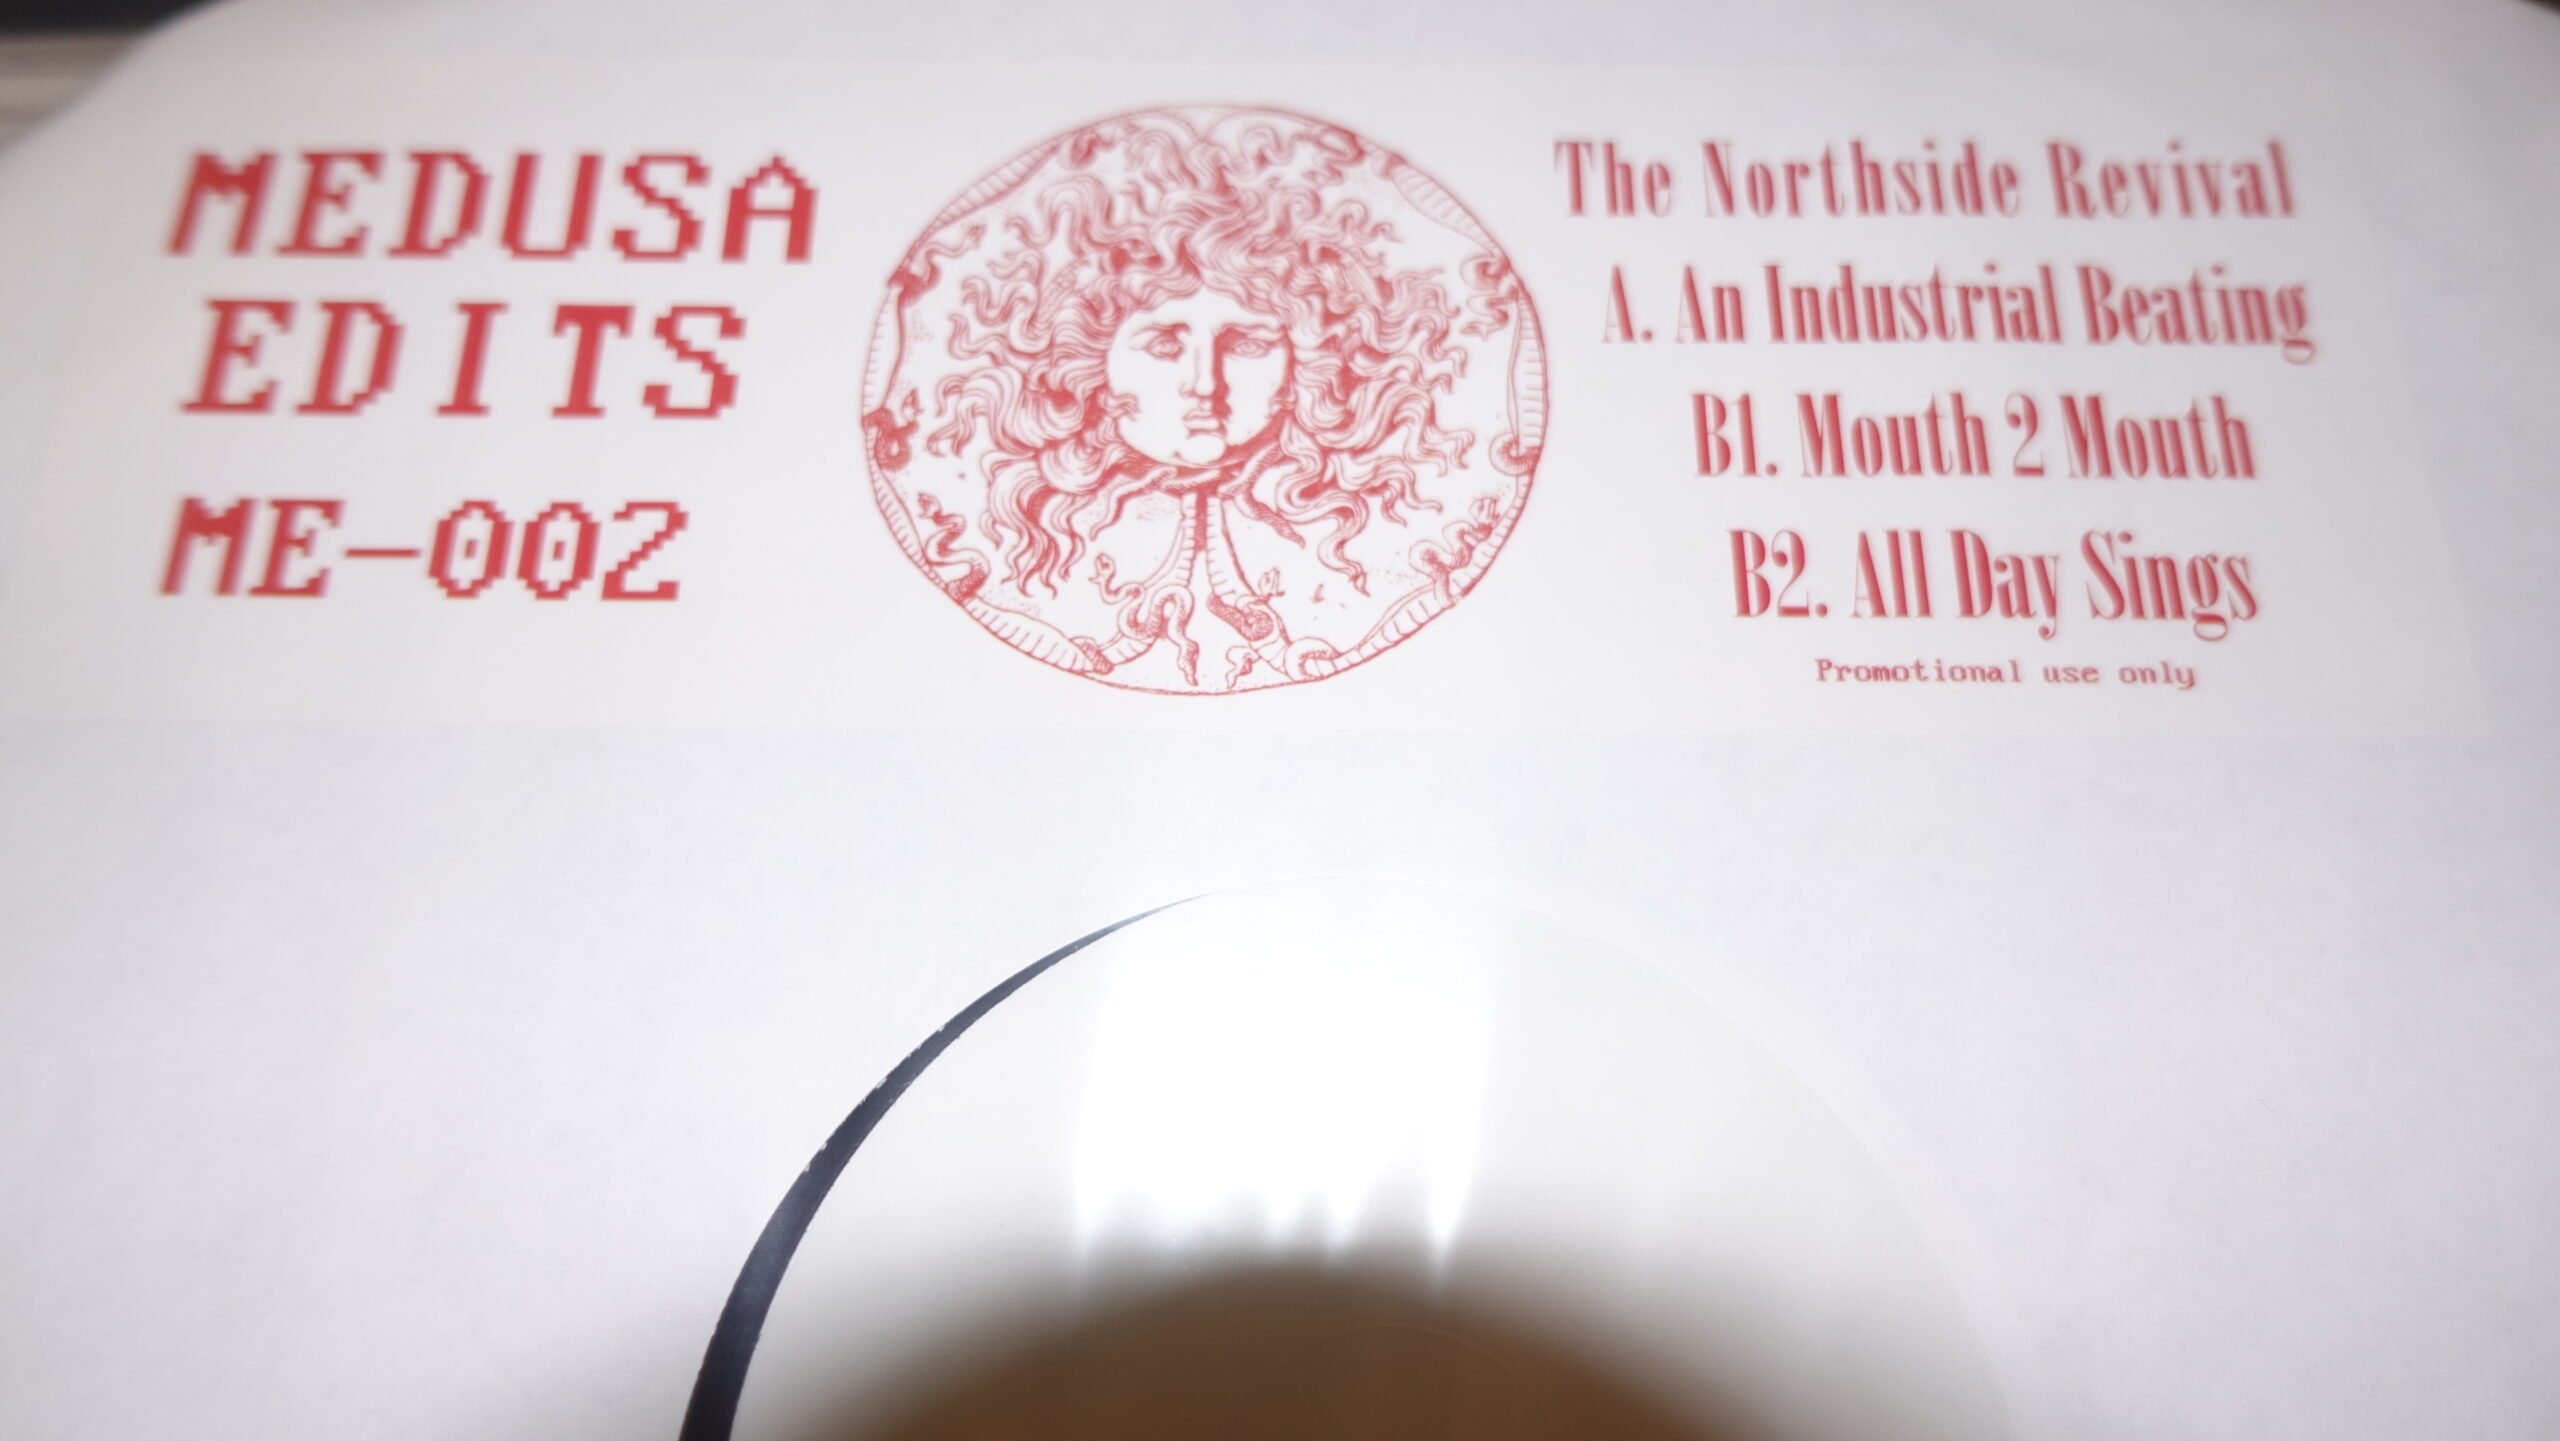 MEDUSA
EDITS
ME-002
The Northside Revival
A. An Industrial Beating
B1. Mouth 2 Mouth
B2. All Day Sings
Promotional use only